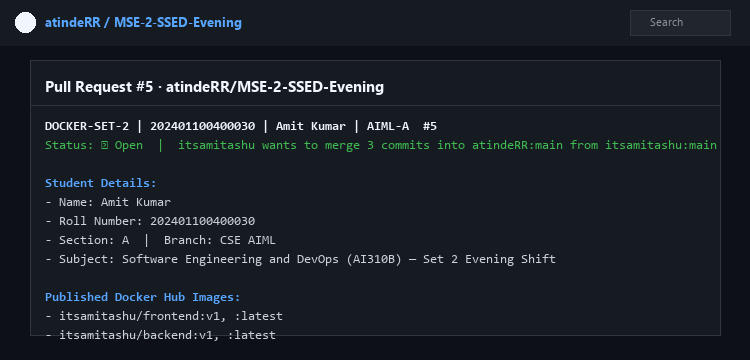 atindeRR / MSE-2-SSED-Evening
Search
Pull Request #5 · atindeRR/MSE-2-SSED-Evening
DOCKER-SET-2 | 202401100400030 | Amit Kumar | AIML-A  #5
Status: Open  |  itsamitashu wants to merge 3 commits into atindeRR:main from itsamitashu:main
Student Details:
- Name: Amit Kumar
- Roll Number: 202401100400030
- Section: A  |  Branch: CSE AIML
- Subject: Software Engineering and DevOps (AI310B) — Set 2 Evening Shift
Published Docker Hub Images:
- itsamitashu/frontend:v1, :latest
- itsamitashu/backend:v1, :latest